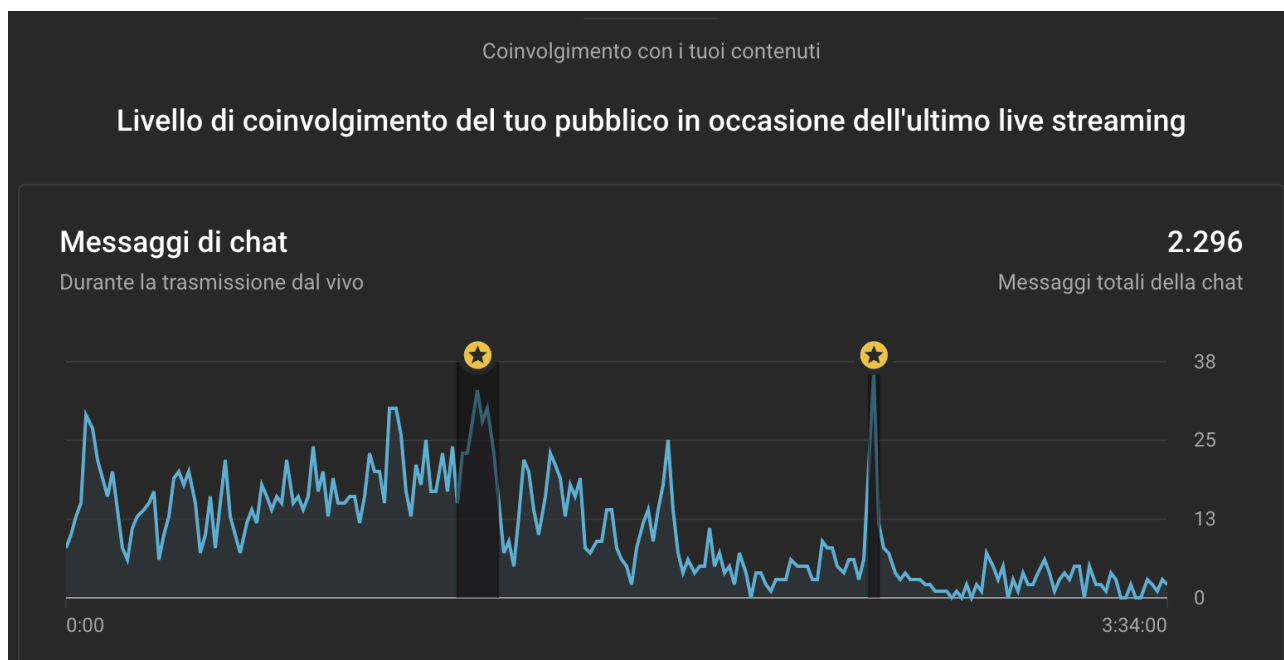 Coinvolgimento con i tuoi contenuti
Livello di coinvolgimento del tuo pubblico in occasione dell'ultimo live streaming
Messaggi di chat
2.296
Durante la trasmissione dal vivo
Messaggi totali della chat
38
25
13
0
0:00
3:34:00